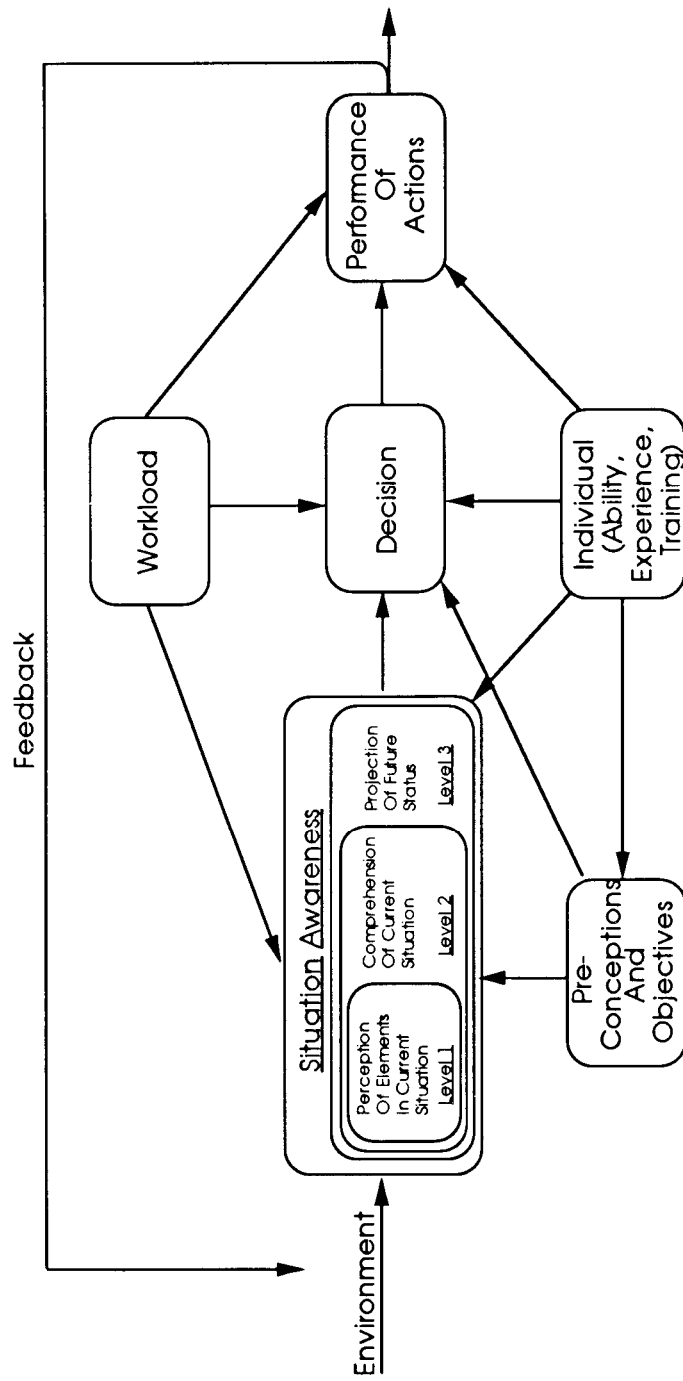 Feedback
Workload
Environment
Situation Awareness
Perception
Of Elements
In Current
Situation
Level 1
Comprehension
Of Current
Situation
Level 2
Projection
Of Future
Status
Level 3
Decision
Performance
Of
Actions
Pre-
Conceptions
And
Objectives
Individual
(Ability,
Experience,
Training)